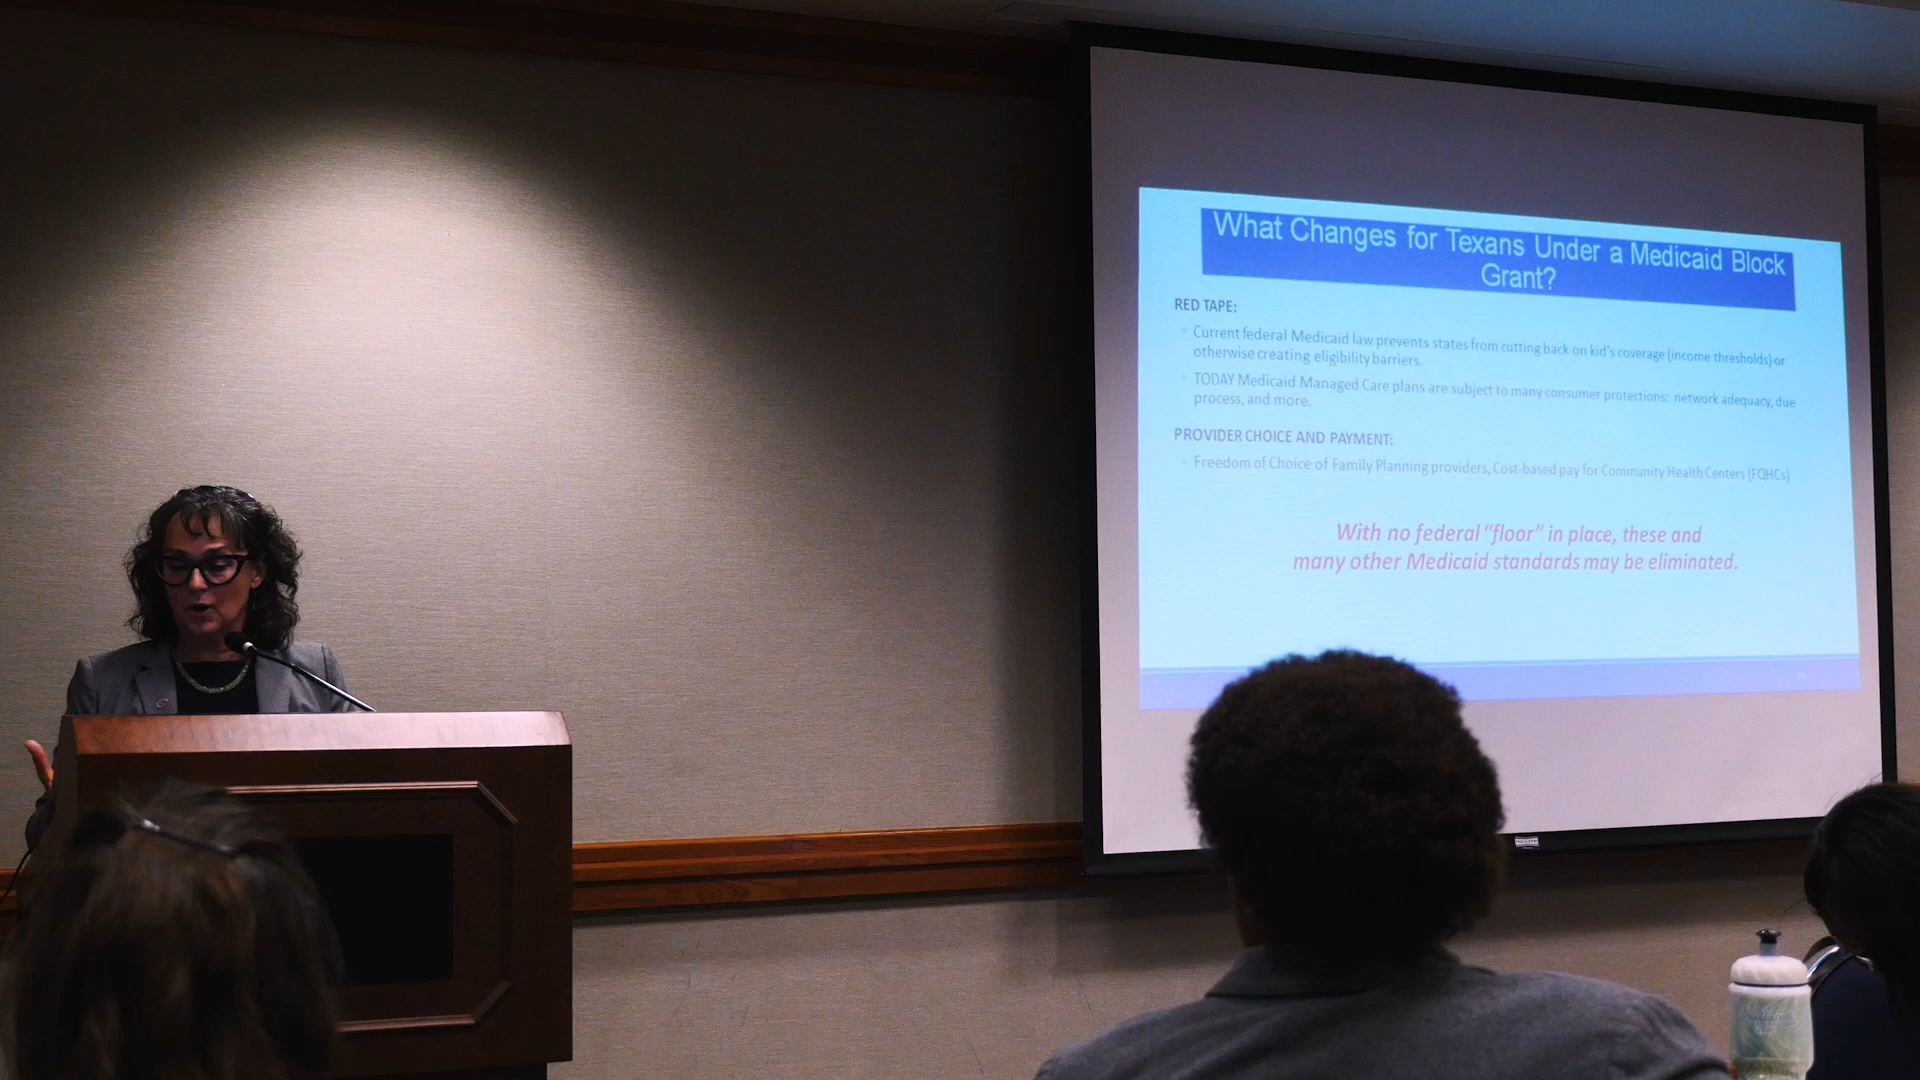 What Changes for Texans Under a Medicaid Block
Grant?
RED TAPE:
Current federal Medicaid law prevents states from cutting back on kid's coverage (income thresholds) or
otherwise creating eligibility barriers.
TODAY Medicaid Managed Care plans are subject to many consumer protections: network adequacy, due
process, and more.
PROVIDER CHOICE AND PAYMENT:
Freedom of Choice of Family Planning providers, Cost-based pay for Community Health Centers (FQHCs)
With no federal “floor” in place, these and
many other Medicaid standards may be eliminated.